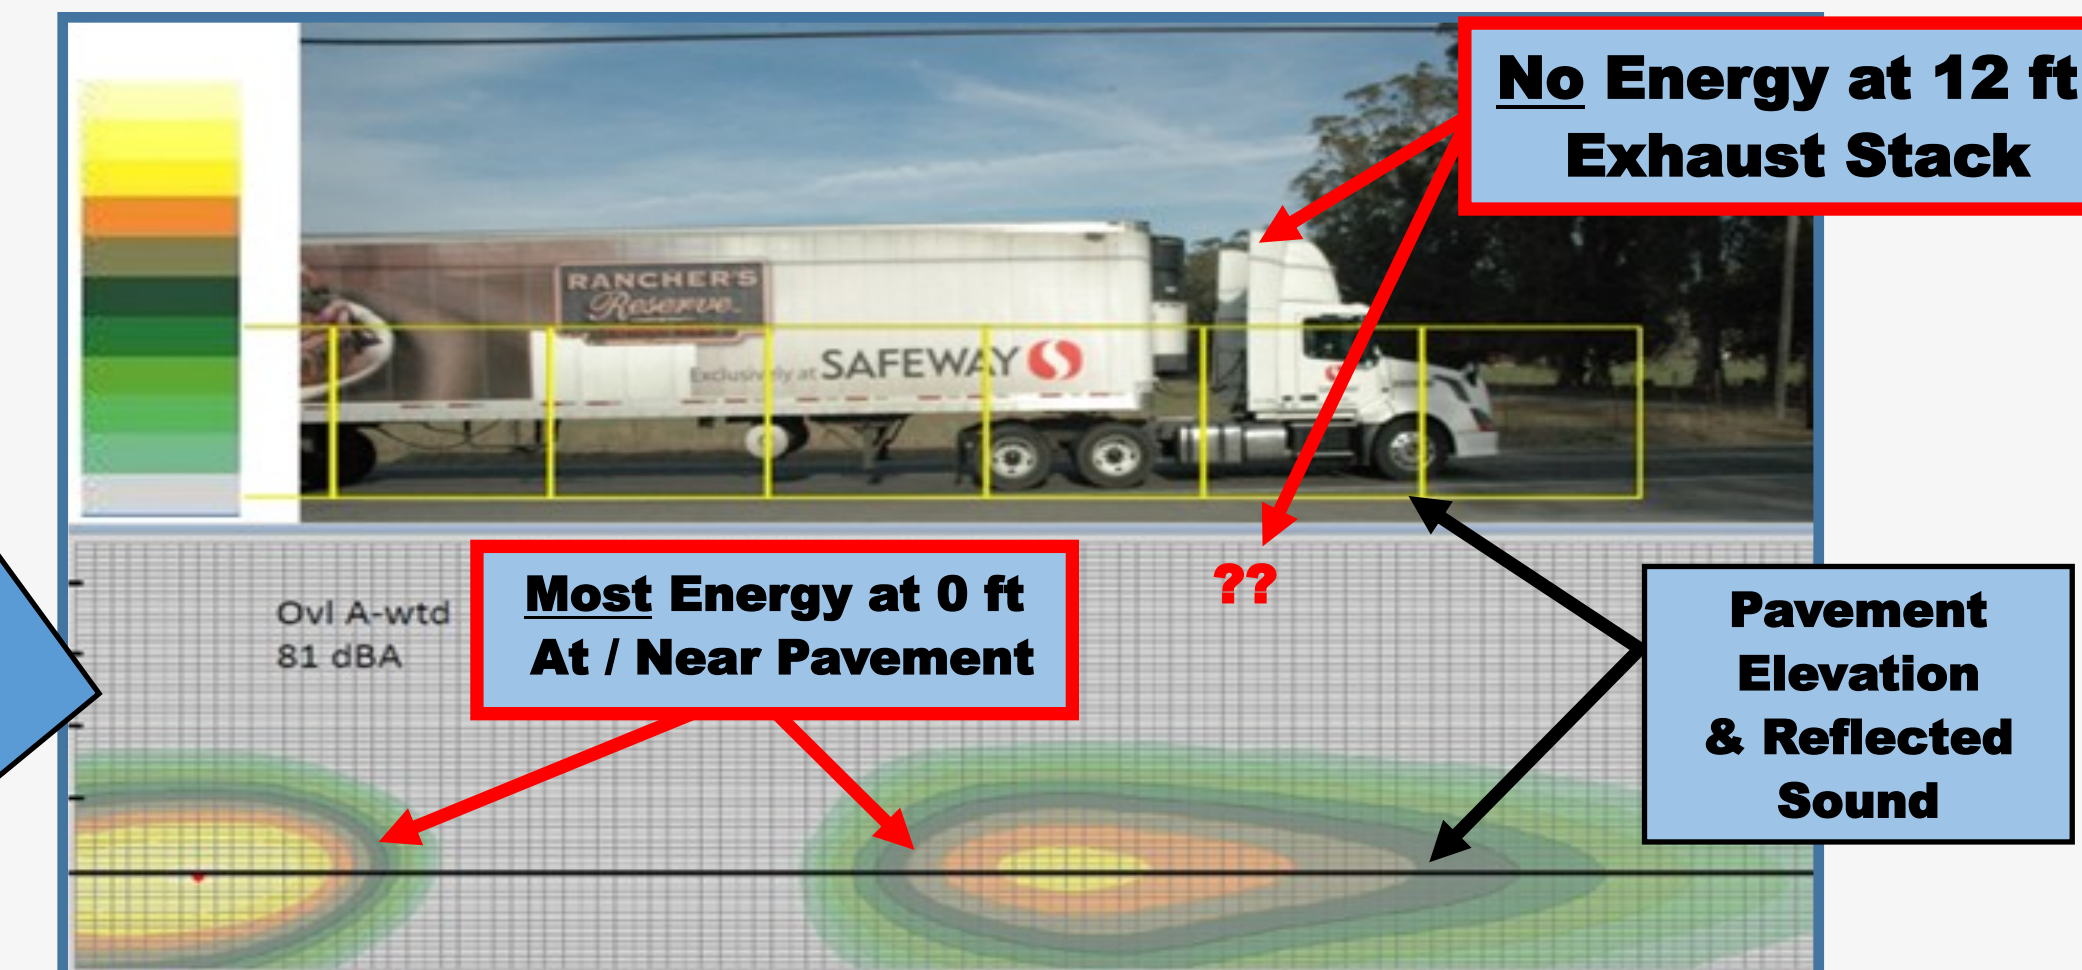 No Energy at 12 ft
Exhaust Stack
RANCHER'S
Reserve
Exclusively at SAFEWAY
??
Most Energy at 0 ft
At / Near Pavement
Ovl A-wtd
81 dBA
Pavement
Elevation
& Reflected
Sound